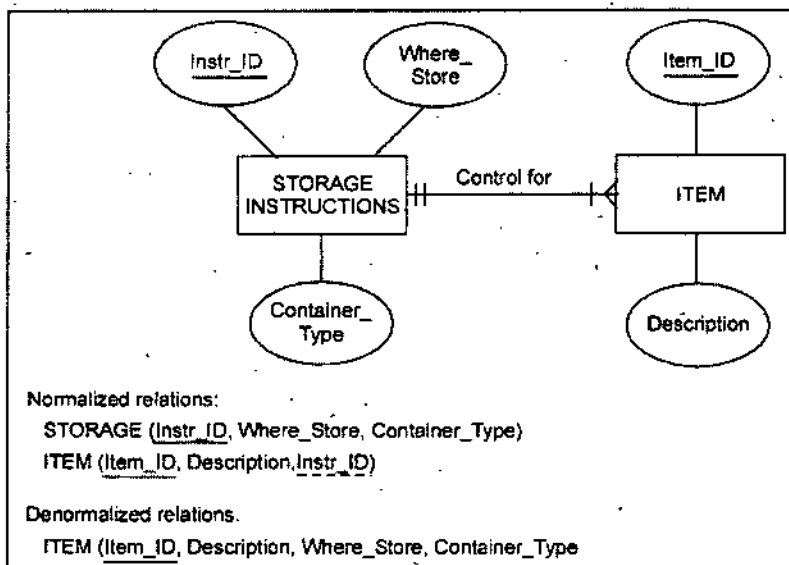 Instr_ID
Where_
Store
Item_ID
STORAGE
INSTRUCTIONS
Control for
ITEM
Container_
Type
Description
Normalized relations:
STORAGE (Instr_ID, Where_Store, Container_Type)
ITEM (Item_ID, Description,Instr_ID)
Denormalized relations.
ITEM (Item_ID, Description, Where_Store, Container_Type